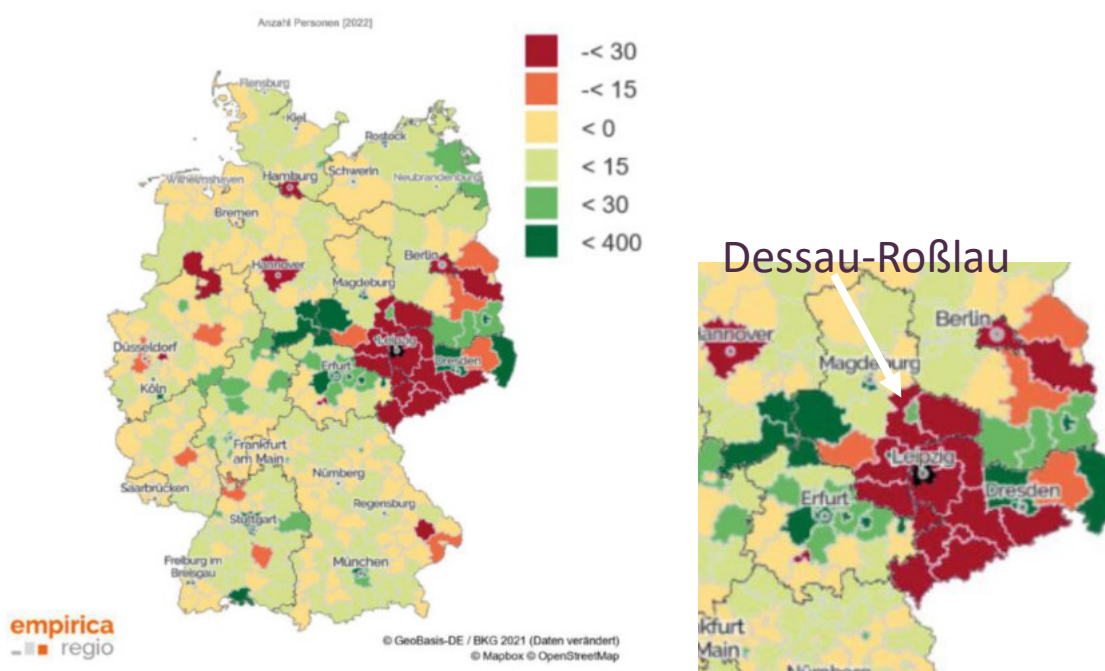 Anzahl Personen [2022]
-< 30
-< 15
< 0
< 15
< 30
< 400
Flensburg
Kiel
Rostock
Hamburg
Schwerin
Wilhelmshaven
Neubrandenburg
Bremen
Berlin
Hannover
Magdeburg
Leipzig
Düsseldorf
Dresden
Erfurt
Köln
Frankfurt
am Main
Nürnberg
Saarbrücken
Regensburg
Stuttgart
Freiburg im
Breisgau
München
empirica
regio
© GeoBasis-DE / BKG 2021 (Daten verändert)
© Mapbox © OpenStreetMap
Dessau-Roßlau
Berlin
Hannover
Magdeburg
Leipzig
Dresden
Erfurt
nkfurt
Main
Nürnberg